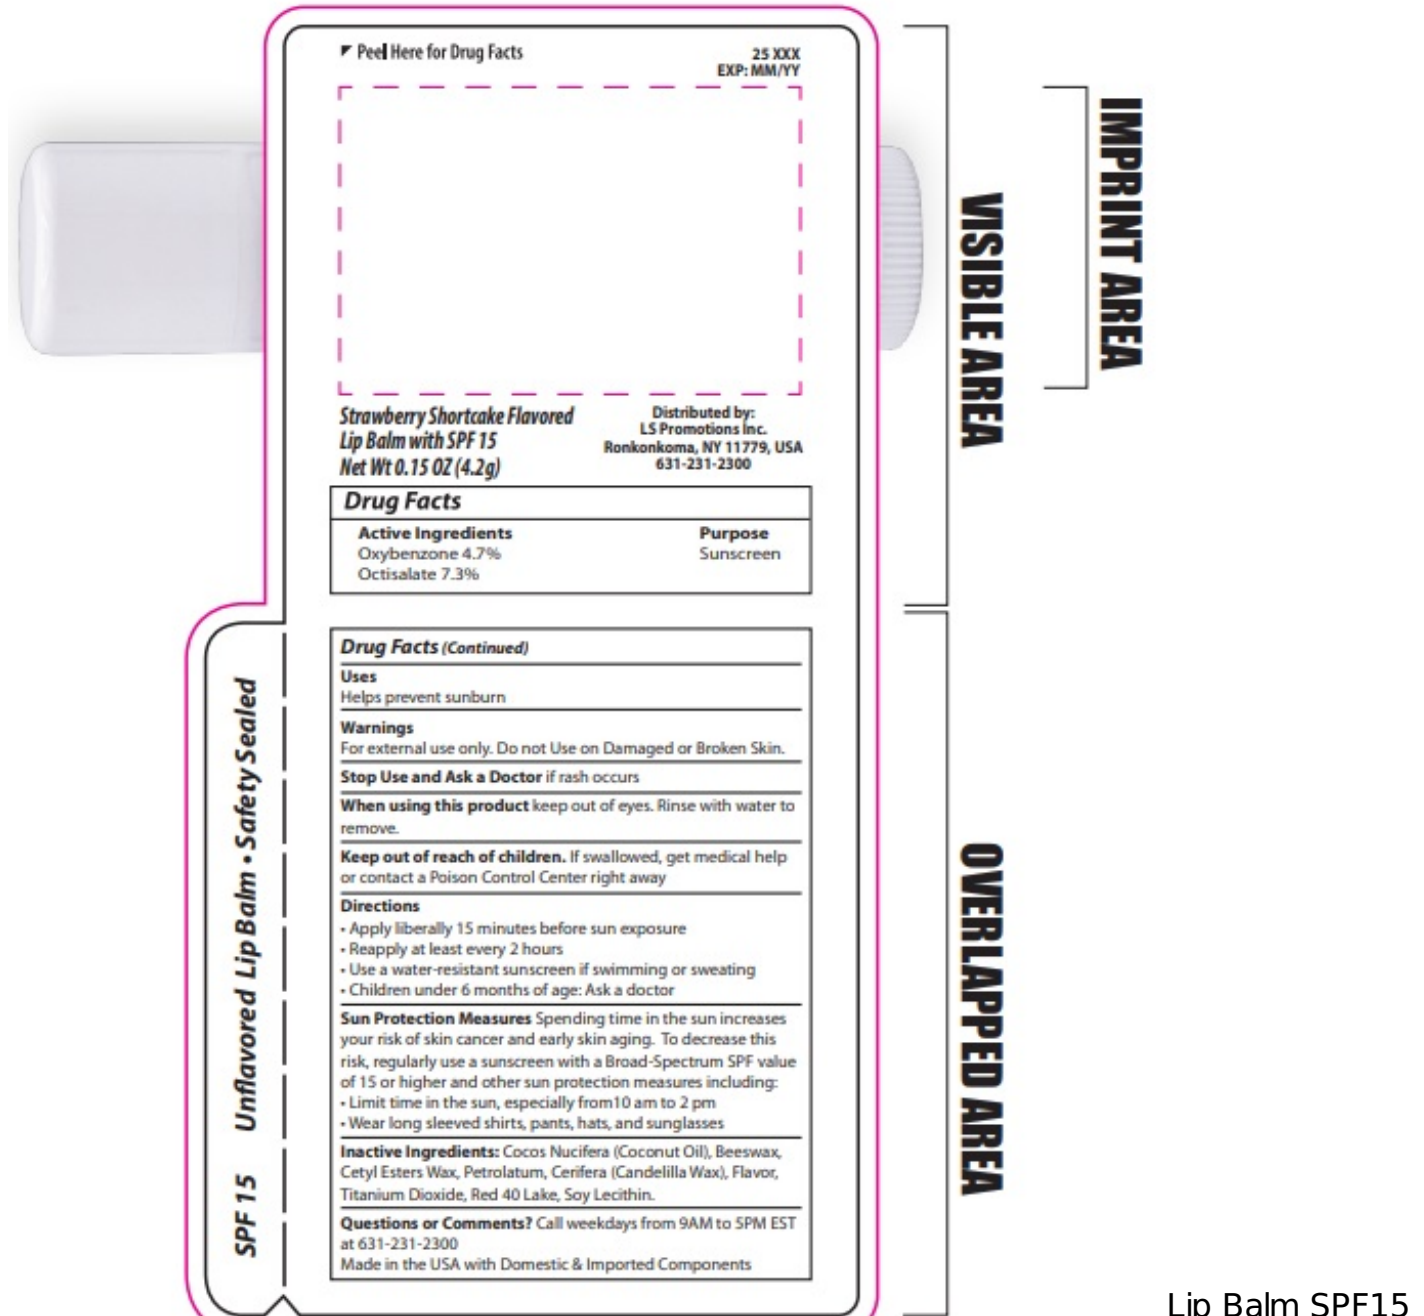 Peel Here for Drug Facts
25 XXX
EXP: MM/YY
Strawberry Shortcake Flavored
Lip Balm with SPF 15
Net Wt 0.15 OZ (4.2g)
Distributed by:
LS Promotions Inc.
Ronkonkoma, NY 11779, USA
631-231-2300
Drug Facts
Active Ingredients Purpose
Oxybenzone 4.7% Sunscreen
Octisalate 7.3%
Drug Facts (Continued)
Uses
Helps prevent sunburn
Warnings
For external use only. Do not Use on Damaged or Broken Skin.
Stop Use and Ask a Doctor if rash occurs
When using this product keep out of eyes. Rinse with water to
remove.
Keep out of reach of children. If swallowed, get medical help
or contact a Poison Control Center right away
Directions
• Apply liberally 15 minutes before sun exposure
• Reapply at least every 2 hours
• Use a water-resistant sunscreen if swimming or sweating
• Children under 6 months of age: Ask a doctor
Sun Protection Measures Spending time in the sun increases
your risk of skin cancer and early skin aging. To decrease this
risk, regularly use a sunscreen with a Broad-Spectrum SPF value
of 15 or higher and other sun protection measures including:
• Limit time in the sun, especially from10 am to 2 pm
• Wear long sleeved shirts, pants, hats, and sunglasses
Inactive Ingredients: Cocos Nucifera (Coconut Oil), Beeswax,
Cetyl Esters Wax, Petrolatum, Cerifera (Candelilla Wax), Flavor,
Titanium Dioxide, Red 40 Lake, Soy Lecithin.
Questions or Comments? Call weekdays from 9AM to 5PM EST
at 631-231-2300
Made in the USA with Domestic & Imported Components
SPF 15 Unflavored Lip Balm • Safety Sealed
VISIBLE AREA
IMPRINT AREA
OVERLAPPED AREA
Lip Balm SPF15